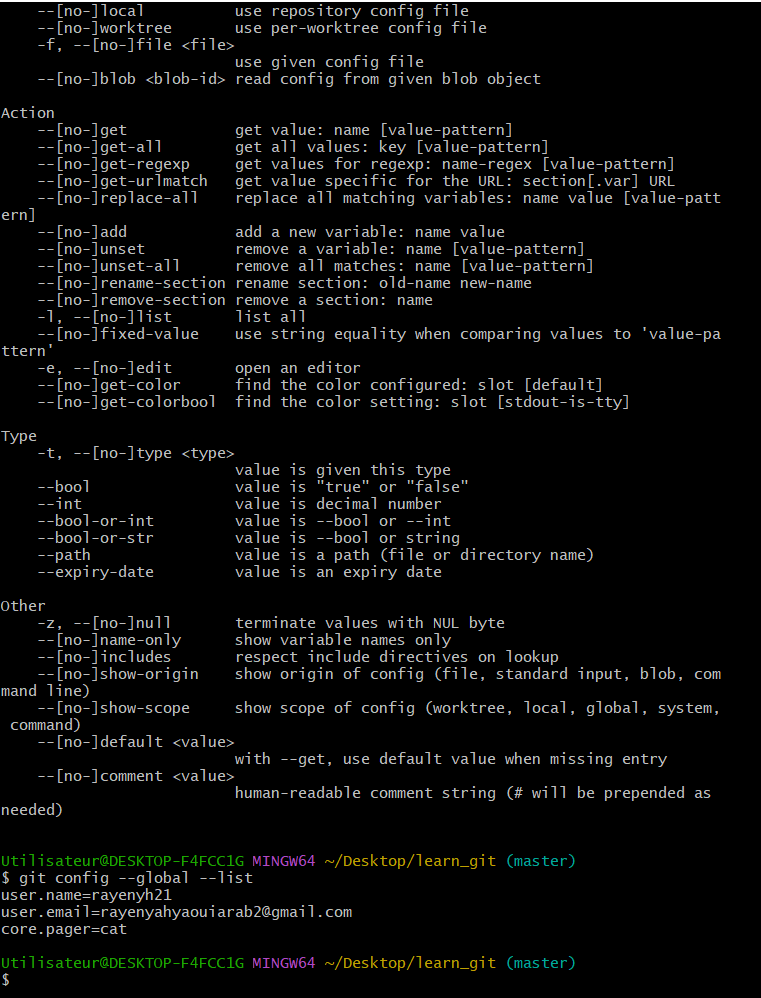 --[no-]local          use repository config file
    --[no-]worktree       use per-worktree config file
    -f, --[no-]file <file>
                          use given config file
    --[no-]blob <blob-id> read config from given blob object

Action
    --[no-]get            get value: name [value-pattern]
    --[no-]get-all        get all values: key [value-pattern]
    --[no-]get-regexp     get values for regexp: name-regex [value-pattern]
    --[no-]get-urlmatch   get value specific for the URL: section[.var] URL
    --[no-]replace-all    replace all matching variables: name value [value-patt
ern]
    --[no-]add            add a new variable: name value
    --[no-]unset          remove a variable: name [value-pattern]
    --[no-]unset-all      remove all matches: name [value-pattern]
    --[no-]rename-section rename section: old-name new-name
    --[no-]remove-section remove a section: name
    -l, --[no-]list       list all
    --[no-]fixed-value    use string equality when comparing values to 'value-pa
ttern'
    -e, --[no-]edit       open an editor
    --[no-]get-color      find the color configured: slot [default]
    --[no-]get-colorbool  find the color setting: slot [stdout-is-tty]

Type
    -t, --[no-]type <type>
                          value is given this type
    --bool                value is "true" or "false"
    --int                 value is decimal number
    --bool-or-int         value is --bool or --int
    --bool-or-str         value is --bool or string
    --path                value is a path (file or directory name)
    --expiry-date         value is an expiry date

Other
    -z, --[no-]null       terminate values with NUL byte
    --[no-]name-only      show variable names only
    --[no-]includes       respect include directives on lookup
    --[no-]show-origin    show origin of config (file, standard input, blob, com
mand line)
    --[no-]show-scope     show scope of config (worktree, local, global, system,
 command)
    --[no-]default <value>
                          with --get, use default value when missing entry
    --[no-]comment <value>
                          human-readable comment string (# will be prepended as
needed)

Utilisateur@DESKTOP-F4FCC1G MINGW64 ~/Desktop/learn_git (master)
$ git config --global --list
user.name=rayenyh21
user.email=rayenyahyaouiarab2@gmail.com
core.pager=cat

Utilisateur@DESKTOP-F4FCC1G MINGW64 ~/Desktop/learn_git (master)
$